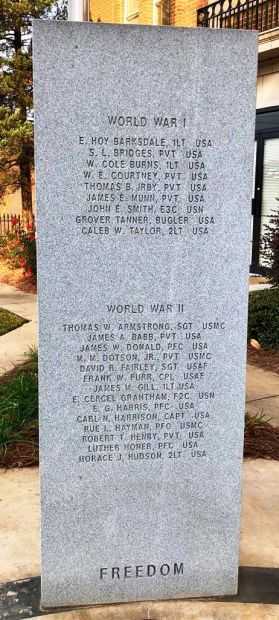 WORLD WAR I
E. HOY BARKSDALE, 1LT USA
S. L. BRIDGES, PVT USA
W. COLE BURNS, 1LT USA
W. E. COURTNEY, PVT USA
THOMAS B. IRBY, PVT USA
JAMES E. MUNN, PVT USA
JOHN E. SMITH, E3C USN
GROVER TANNER, BUGLER USA
CALEB W. TAYLOR, 2LT USA
WORLD WAR II
THOMAS W. ARMSTRONG, SGT USMC
JAMES A. BABB, PVT USA
JAMES W. DONALD, PFC USA
M. M. DOTSON, JR., PVT USMC
DAVID R. FAIRLEY, SGT USAF
FRANK W. FURR, CPL USAF
JAMES M. GILL, 1LT USA
E. CERCEL GRANTHAM, F2C USN
E. G. HARRIS, PFC USA
CARL N. HARRISON, CAPT USA
RUE L. HAYMAN, PFC USMC
ROBERT T. HENRY, PVT USA
LUTHER HONER, PFC USA
HORACE J. HUDSON, 2LT USA
FREEDOM